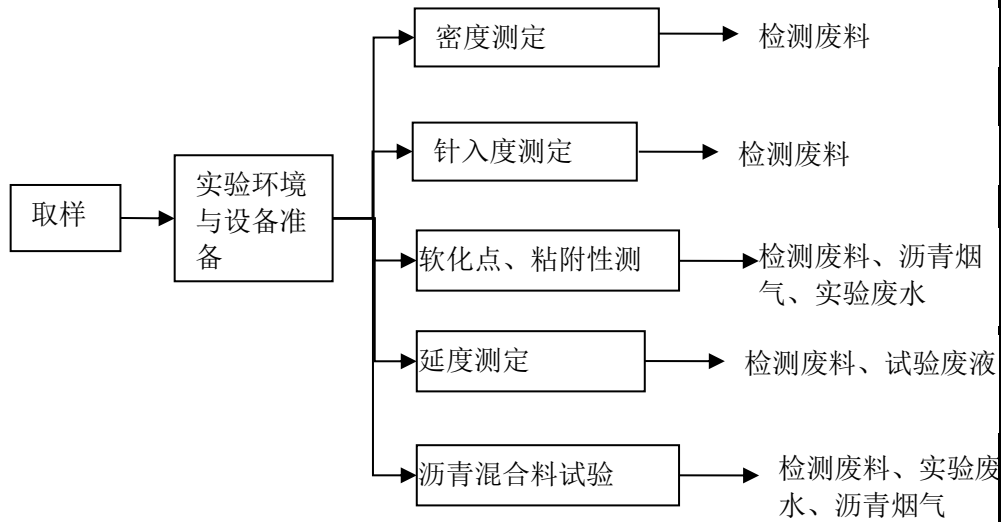 取样
实验环境
与设备准
备
密度测定
检测废料
针入度测定
检测废料
软化点、粘附性测
检测废料、沥青烟
气、实验废水
延度测定
检测废料、试验废液
沥青混合料试验
检测废料、实验废
水、沥青烟气